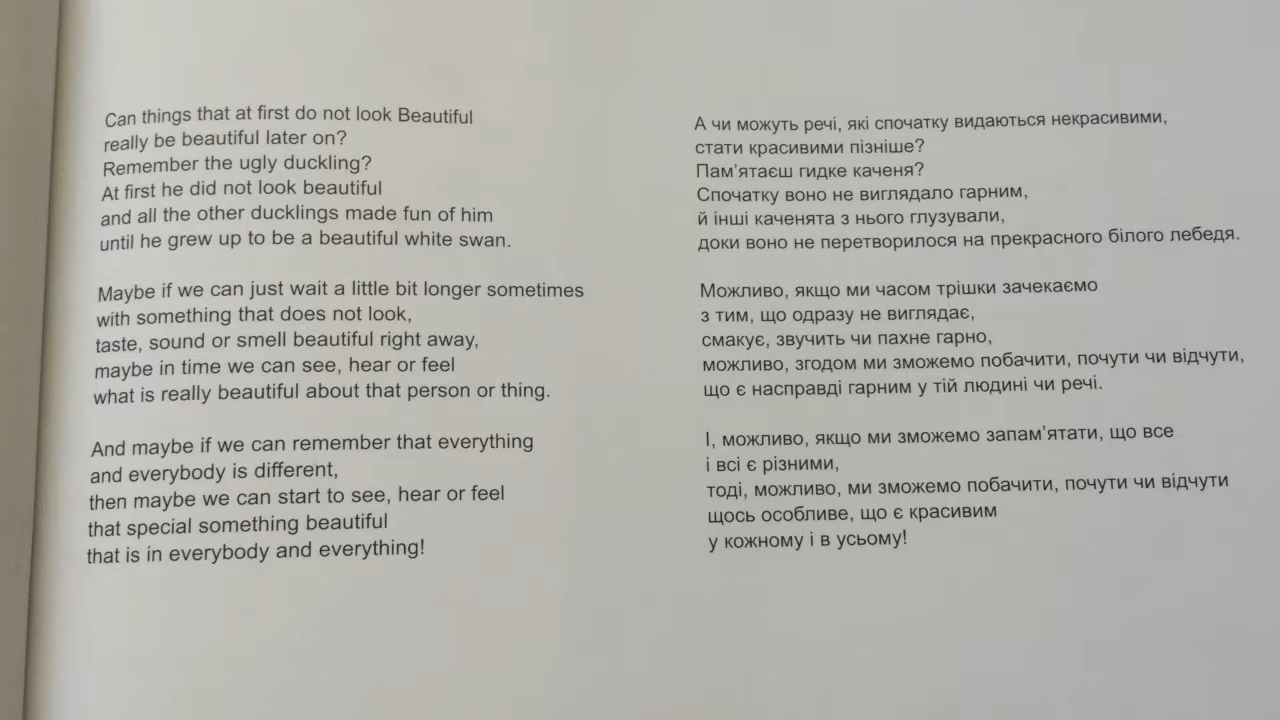 Can things that at first do not look Beautiful
really be beautiful later on?
Remember the ugly duckling?
At first he did not look beautiful
and all the other ducklings made fun of him
until he grew up to be a beautiful white swan.
Maybe if we can just wait a little bit longer sometimes
with something that does not look,
taste, sound or smell beautiful right away,
maybe in time we can see, hear or feel
what is really beautiful about that person or thing.
And maybe if we can remember that everything
and everybody is different,
then maybe we can start to see, hear or feel
that special something beautiful
that is in everybody and everything!
А чи можуть речі, які спочатку видаються некрасивими,
стати красивими пізніше?
Пам’ятаєш гидке каченя?
Спочатку воно не виглядало гарним,
й інші каченята з нього глузували,
доки воно не перетворилося на прекрасного білого лебедя.
Можливо, якщо ми часом трішки зачекаємо
з тим, що одразу не виглядає,
смакує, звучить чи пахне гарно,
можливо, згодом ми зможемо побачити, почути чи відчути,
що є насправді гарним у тій людині чи речі.
І, можливо, якщо ми зможемо запам’ятати, що все
і всі є різними,
тоді, можливо, ми зможемо побачити, почути чи відчути
щось особливе, що є красивим
у кожному і в усьому!